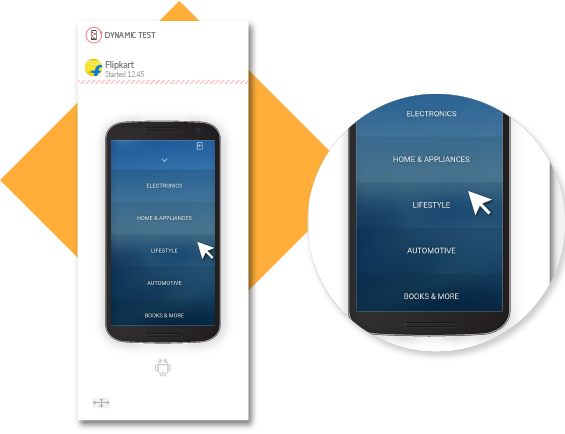 DYNAMIC TEST
Flipkart
Started 12.45
ELECTRONICS
HOME & APPLIANCES
LIFESTYLE
AUTOMOTIVE
BOOKS & MORE
ELECTRONICS
HOME & APPLIANCES
LIFESTYLE
AUTOMOTIVE
BOOKS & MORE